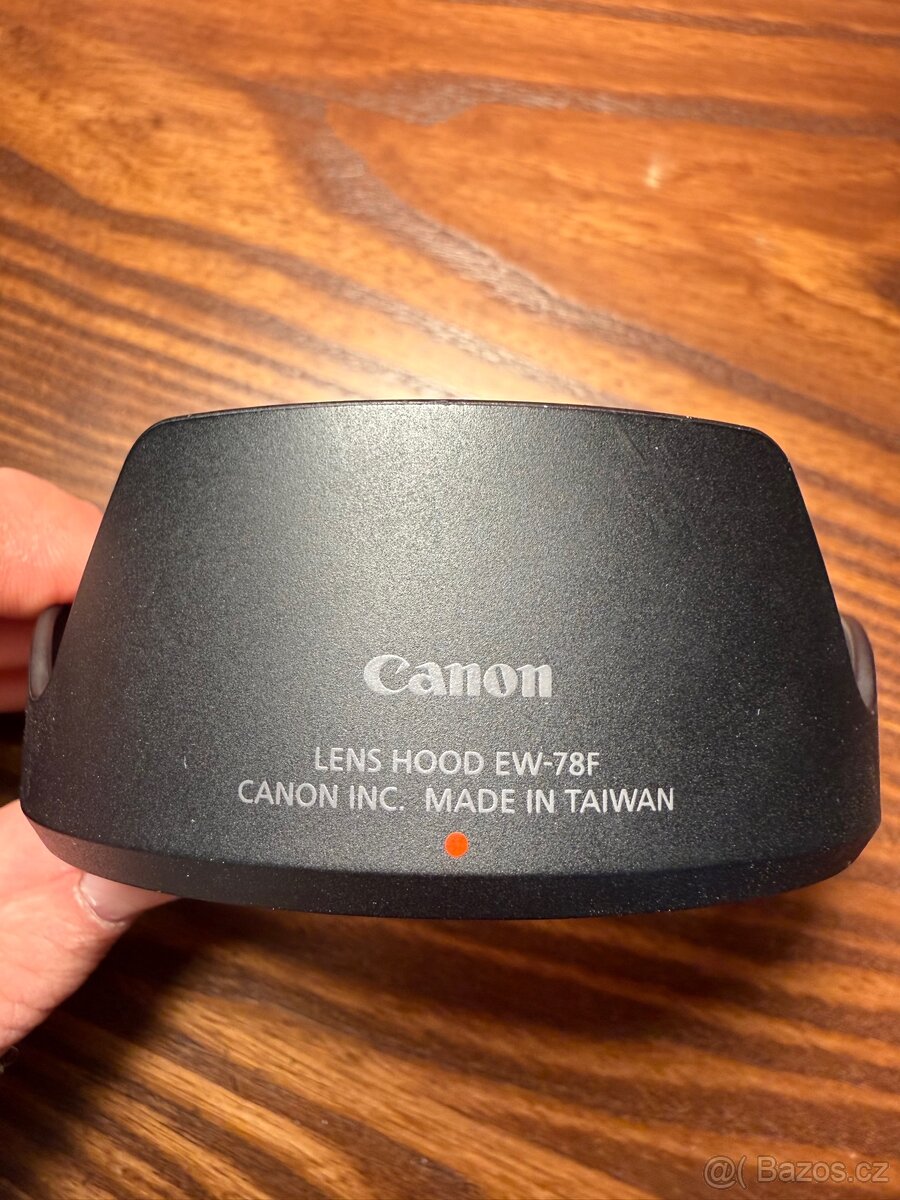 Canon
LENS HOOD EW-78F
CANON INC. MADE IN TAIWAN
@( Bazos.cz